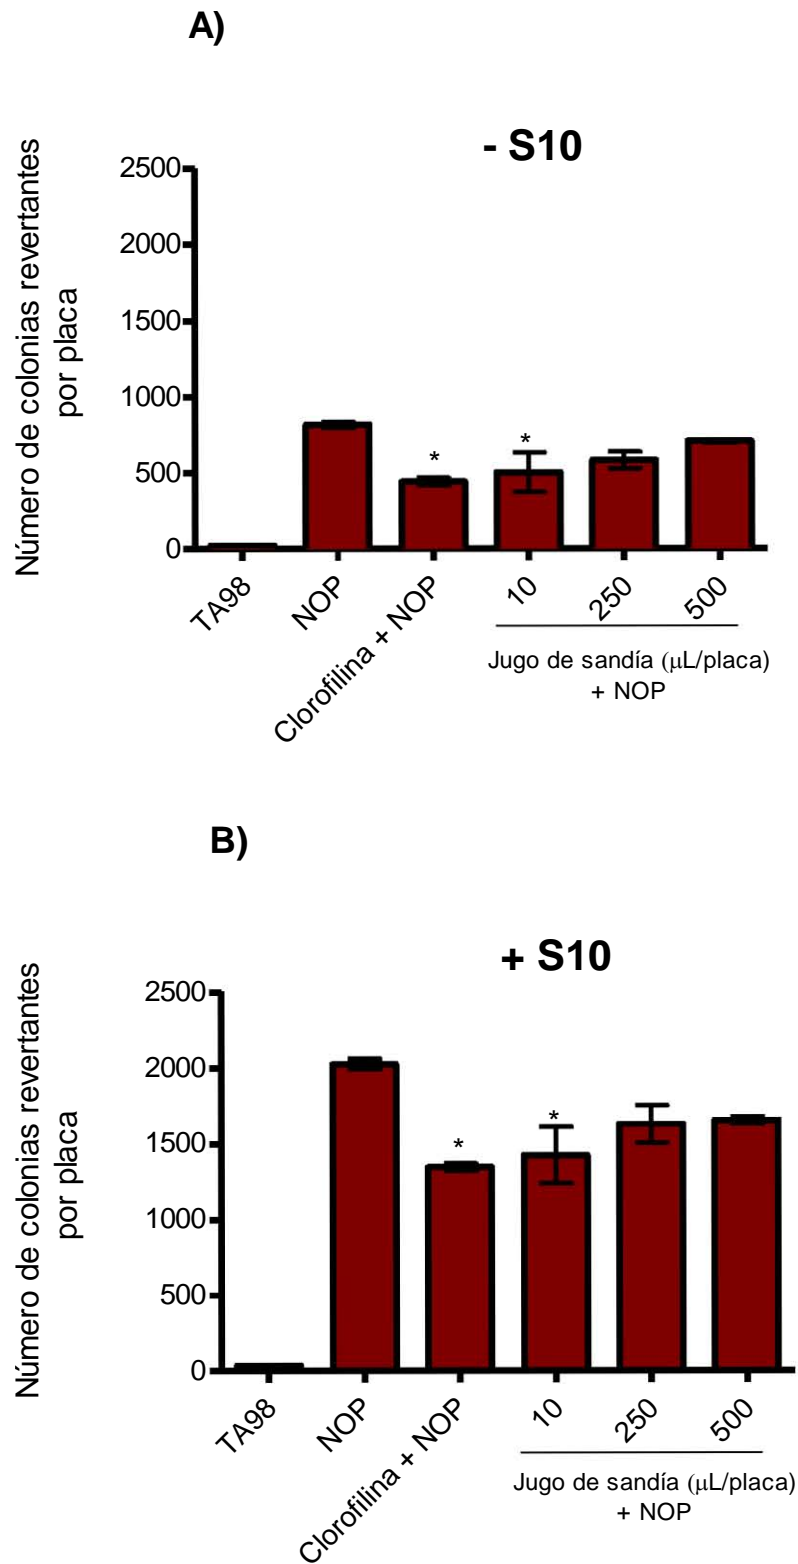 A)
- S10
Número de colonias revertantes
por placa
2500
2000
1500
1000
500
0
*
*
TA98
NOP
Clorofilina + NOP
10
250
500
Jugo de sandía (μL/placa)
+ NOP
B)
+ S10
Número de colonias revertantes
por placa
2500
2000
1500
1000
500
0
*
*
TA98
NOP
Clorofilina + NOP
10
250
500
Jugo de sandía (μL/placa)
+ NOP